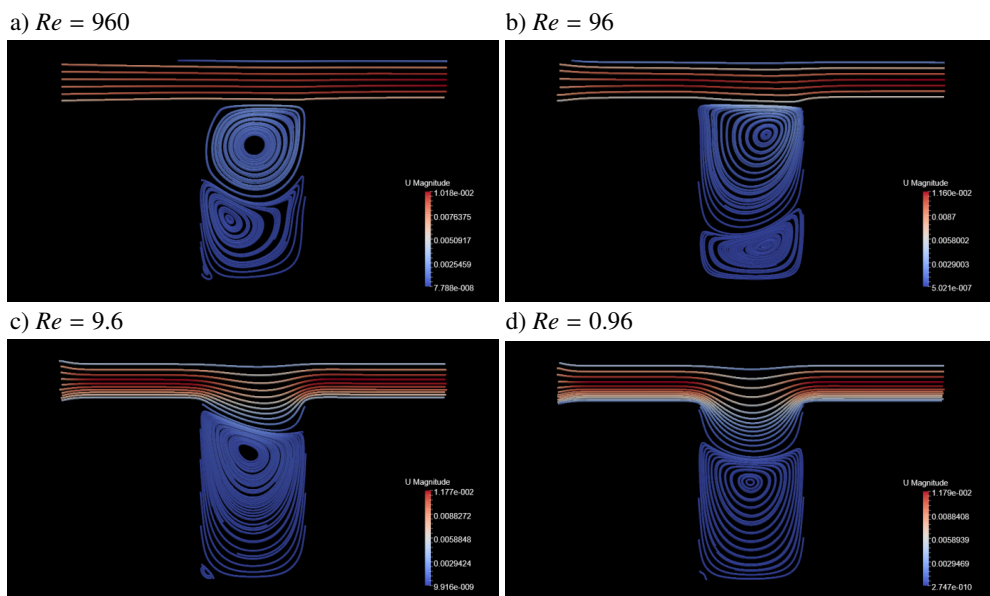 a) Re = 960
U Magnitude
1.018e-002
0.0076375
0.0050917
0.0025459
7.788e-008
b) Re = 96
U Magnitude
1.160e-002
0.0087
0.0058002
0.0029003
5.021e-007
c) Re = 9.6
U Magnitude
1.177e-002
0.0088272
0.0058848
0.0029424
9.916e-009
d) Re = 0.96
U Magnitude
1.179e-002
0.0088408
0.0058939
0.0029469
2.747e-010